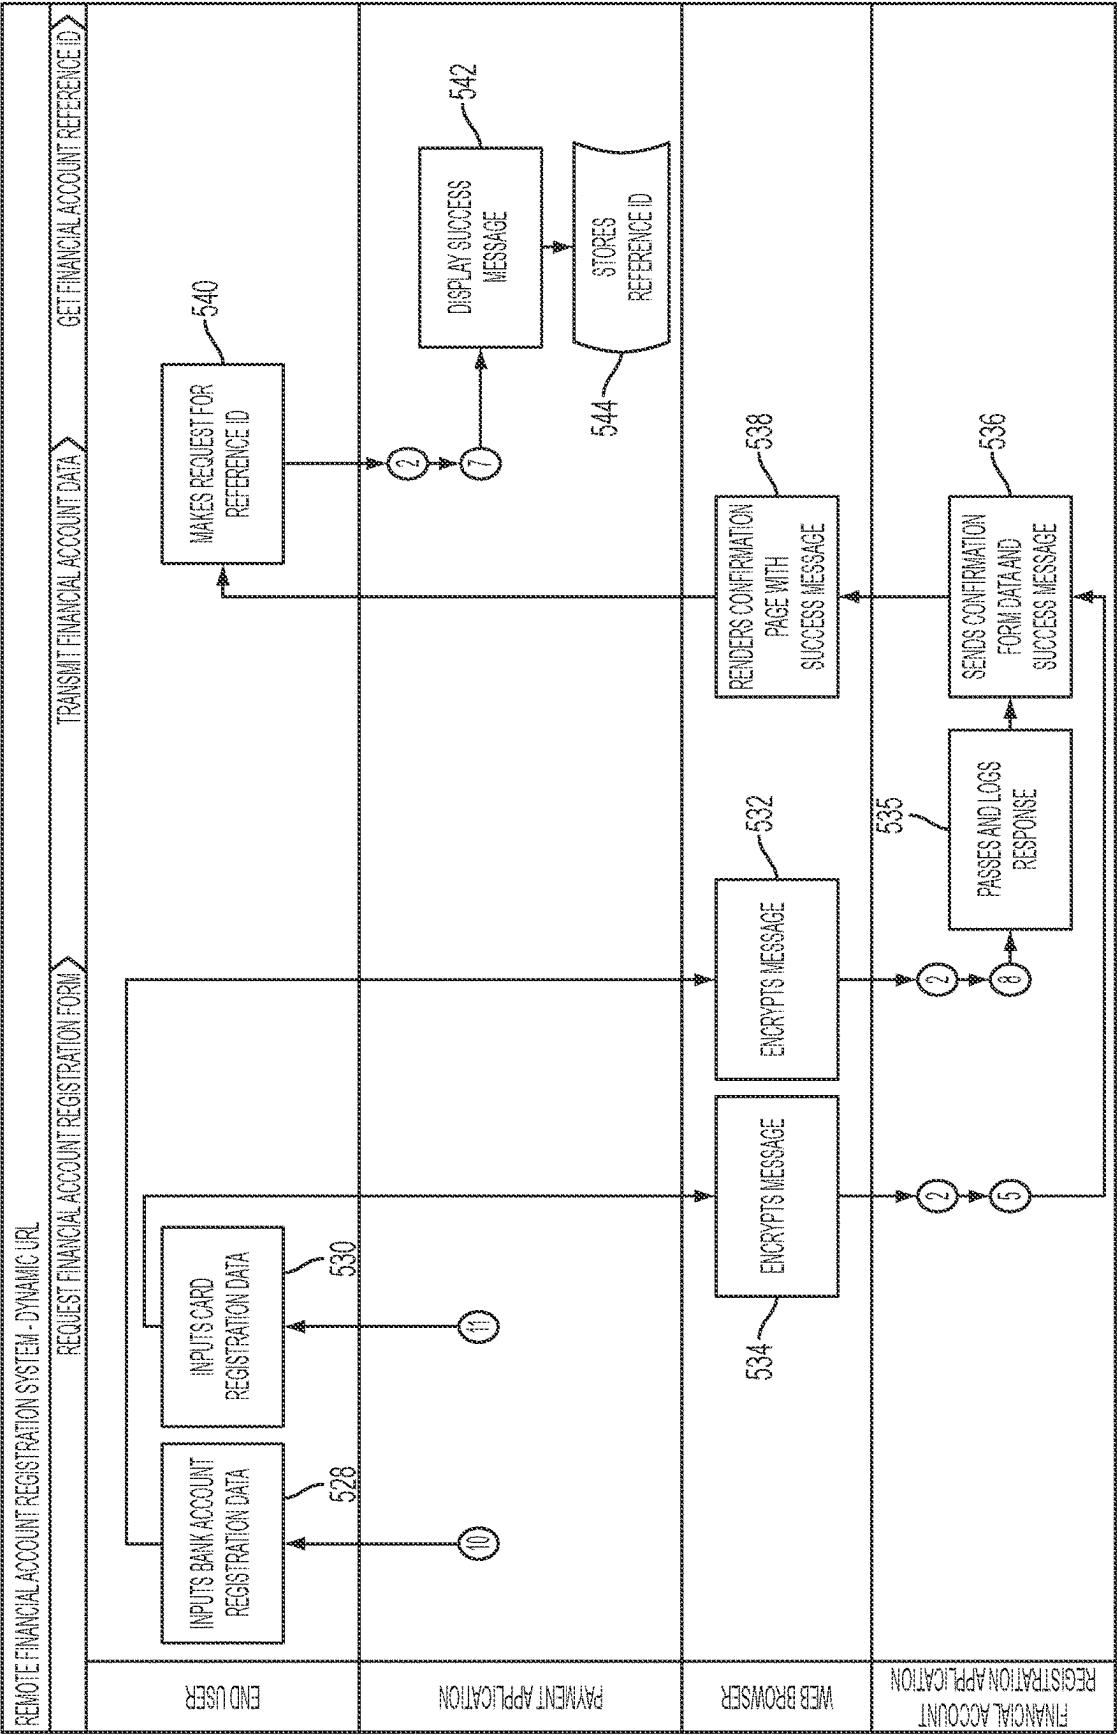 REMOTE FINANCIAL ACCOUNT REGISTRATION SYSTEM - DYNAMIC URL
REQUEST FINANCIAL ACCOUNT REGISTRATION FORM
TRANSMIT FINANCIAL ACCOUNT DATA
GET FINANCIAL ACCOUNT REFERENCE ID
END USER
INPUTS BANK ACCOUNT
REGISTRATION DATA
528
INPUTS CARD
REGISTRATION DATA
530
MAKES REQUEST FOR
REFERENCE ID
540
PAYMENT APPLICATION
10
11
2
7
DISPLAY SUCCESS
MESSAGE
542
STORES
REFERENCE ID
544
WEB BROWSER
ENCRYPTS MESSAGE
534
ENCRYPTS MESSAGE
532
RENDERS CONFIRMATION
PAGE WITH
SUCCESS MESSAGE
538
FINANCIAL ACCOUNT
REGISTRATION APPLICATION
2
5
2
8
PASSES AND LOGS
RESPONSE
535
SENDS CONFIRMATION
FORM DATA AND
SUCCESS MESSAGE
536